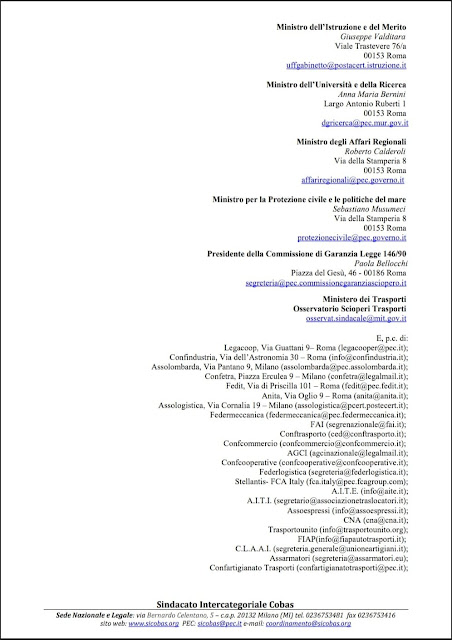 Ministro dell'Istruzione e del Merito
Giuseppe Valditara
Viale Trastevere 76/a
00153 Roma
uffgabinetto@postacert.istruzione.it
Ministro dell'Università e della Ricerca
Anna Maria Bernini
Largo Antonio Ruberti 1
00153 Roma
dgricerca@pec.mur.gov.it
Ministro degli Affari Regionali
Roberto Calderoli
Via della Stamperia 8
00153 Roma
affariregionali@pec.governo.it
Ministro per la Protezione civile e le politiche del mare
Sebastiano Musumeci
Via della Stamperia 8
00153 Roma
protezionecivile@pec.governo.it
Presidente della Commissione di Garanzia Legge 146/90
Paola Bellocchi
Piazza del Gesù, 46 - 00186 Roma
segreteria@pec.commissionegaranziasciopero.it
Ministero dei Trasporti
Osservatorio Scioperi Trasporti
osservat.sindacale@mit.gov.it
E, p.c. di:
Legacoop, Via Guattani 9– Roma (legacooper@pec.it);
Confindustria, Via dell'Astronomia 30 – Roma (info@confindustria.it);
Assolombarda, Via Pantano 9, Milano (assolombarda@pec.assolombarda.it);
Confetra, Piazza Erculea 9 – Milano (confetra@legalmail.it);
Fedit, Via di Priscilla 101 – Roma (fedit@pec.fedit.it);
Anita, Via Oglio 9 – Roma (anita@anita.it);
Assologistica, Via Cornalia 19 – Milano (assologistica@pcert.postecert.it);
Federmeccanica (federmeccanica@pec.federmeccanica.it);
FAI (segrenazionale@fai.it);
Conftrasporto (ced@conftrasporto.it);
Confcommercio (confcommercio@confcommercio.it);
AGCI (agcinazionale@legalmail.it);
Confcooperative (confcooperative@confcooperative.it);
Federlogistica (segreteria@federlogistica.it);
Stellantis- FCA Italy (fca.italy@pec.fcagroup.com);
A.I.T.E. (info@aite.it);
A.I.T.I. (segretario@associazionetraslocatori.it);
Assoespressi (info@assoespressi.it);
CNA (cna@cna.it);
Trasportounito (info@trasportounito.org);
FIAP(info@fiapautotrasporti.it);
C.L.A.A.I. (segreteria.generale@unioneartigiani.it);
Assarmatori (segreteria@assarmatori.eu);
Confartigianato Trasporti (confartigianatotrasporti@pec.it)
Sindacato Intercategoriale Cobas
Sede Nazionale e Legale: via Bernardo Celentano, 5 – c.a.p. 20132 Milano (MI) tel. 0236753481 fax 0236753416
sito web: www.sicobas.org PEC: sicobas@pec.it e-mail: coordinamento@sicobas.org